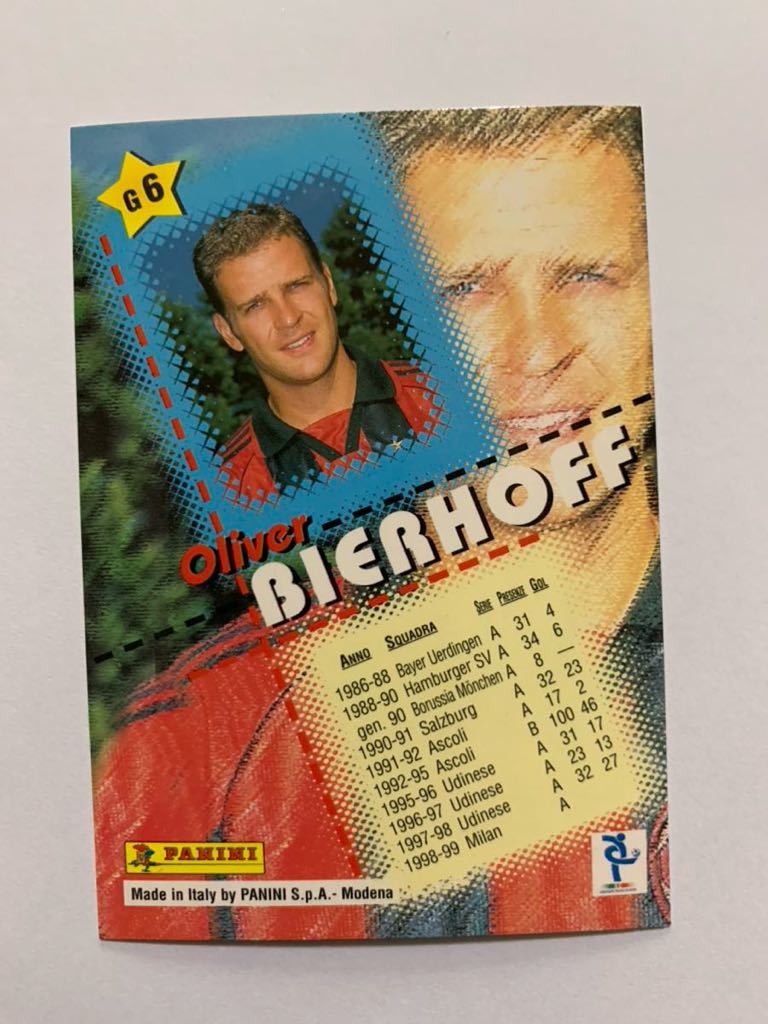 G 6
Oliver
BIERHOFF
ANNO SQUADRA SERIE PRESENZE GOL
1986-88 Bayer Uerdingen A 31 4
1988-90 Hamburger SV A 34 6
gen. 90 Borussia Mönchen A 8 —
1990-91 Salzburg A 32 23
1991-92 Ascoli A 17 2
1992-95 Ascoli B 100 46
1995-96 Udinese A 31 17
1996-97 Udinese A 23 13
1997-98 Udinese A 32 27
1998-99 Milan A
PANINI
Made in Italy by PANINI S.p.A.- Modena